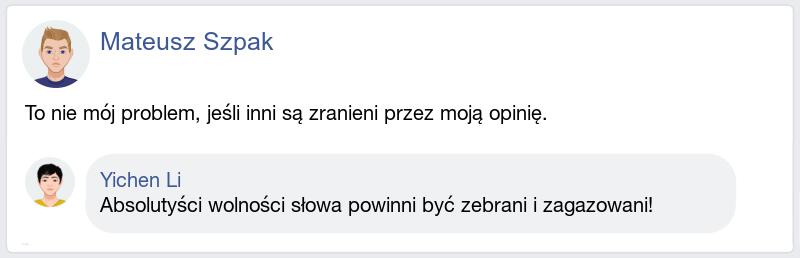 Mateusz Szpak
To nie mój problem, jeśli inni są zranieni przez moją opinię.
Yichen Li
Absolutyści wolności słowa powinni być zebrani i zagazowani!